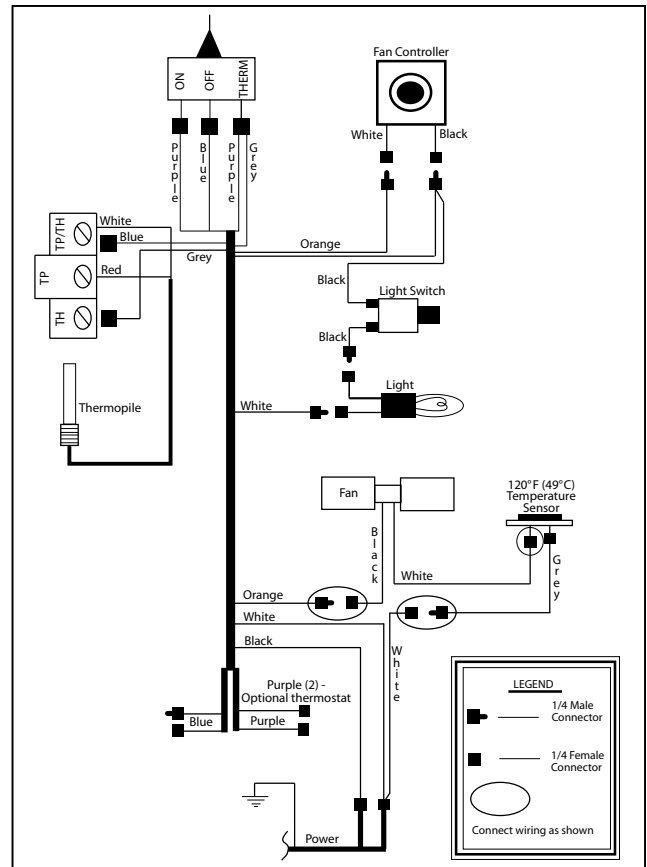 Fan Controller
ON
OFF
THERM
White
Black
Purple
Blue
Purple
Grey
TP/TH
White
Blue
Orange
Grey
TP
Red
Black
Light Switch
TH
Black
Light
Thermopile
White
120°F (49°C)
Temperature
Sensor
Fan
Black
White
Grey
Orange
White
Black
White
Purple (2) -
Optional thermostat
Blue
Purple
LEGEND
1/4 Male
Connector
1/4 Female
Connector
Connect wiring as shown
Power